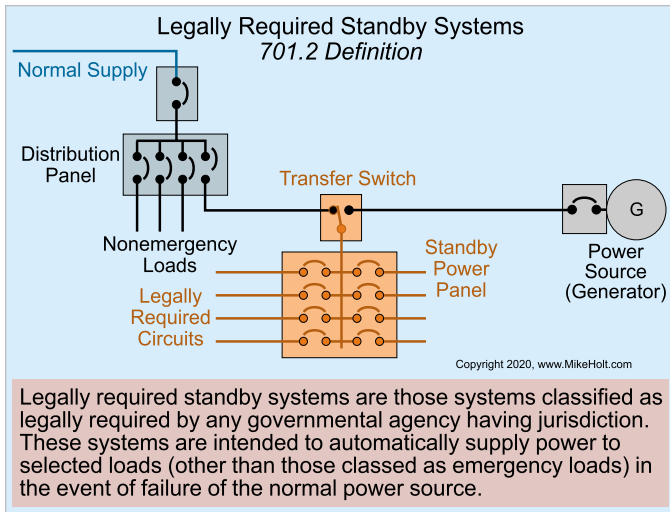 Legally Required Standby Systems
701.2 Definition
Normal Supply
Distribution
Panel
Transfer Switch
G
Nonemergency
Loads
Standby
Power
Panel
Power
Source
(Generator)
Legally
Required
Circuits
Copyright 2020, www.MikeHolt.com
Legally required standby systems are those systems classified as
legally required by any governmental agency having jurisdiction.
These systems are intended to automatically supply power to
selected loads (other than those classed as emergency loads) in
the event of failure of the normal power source.